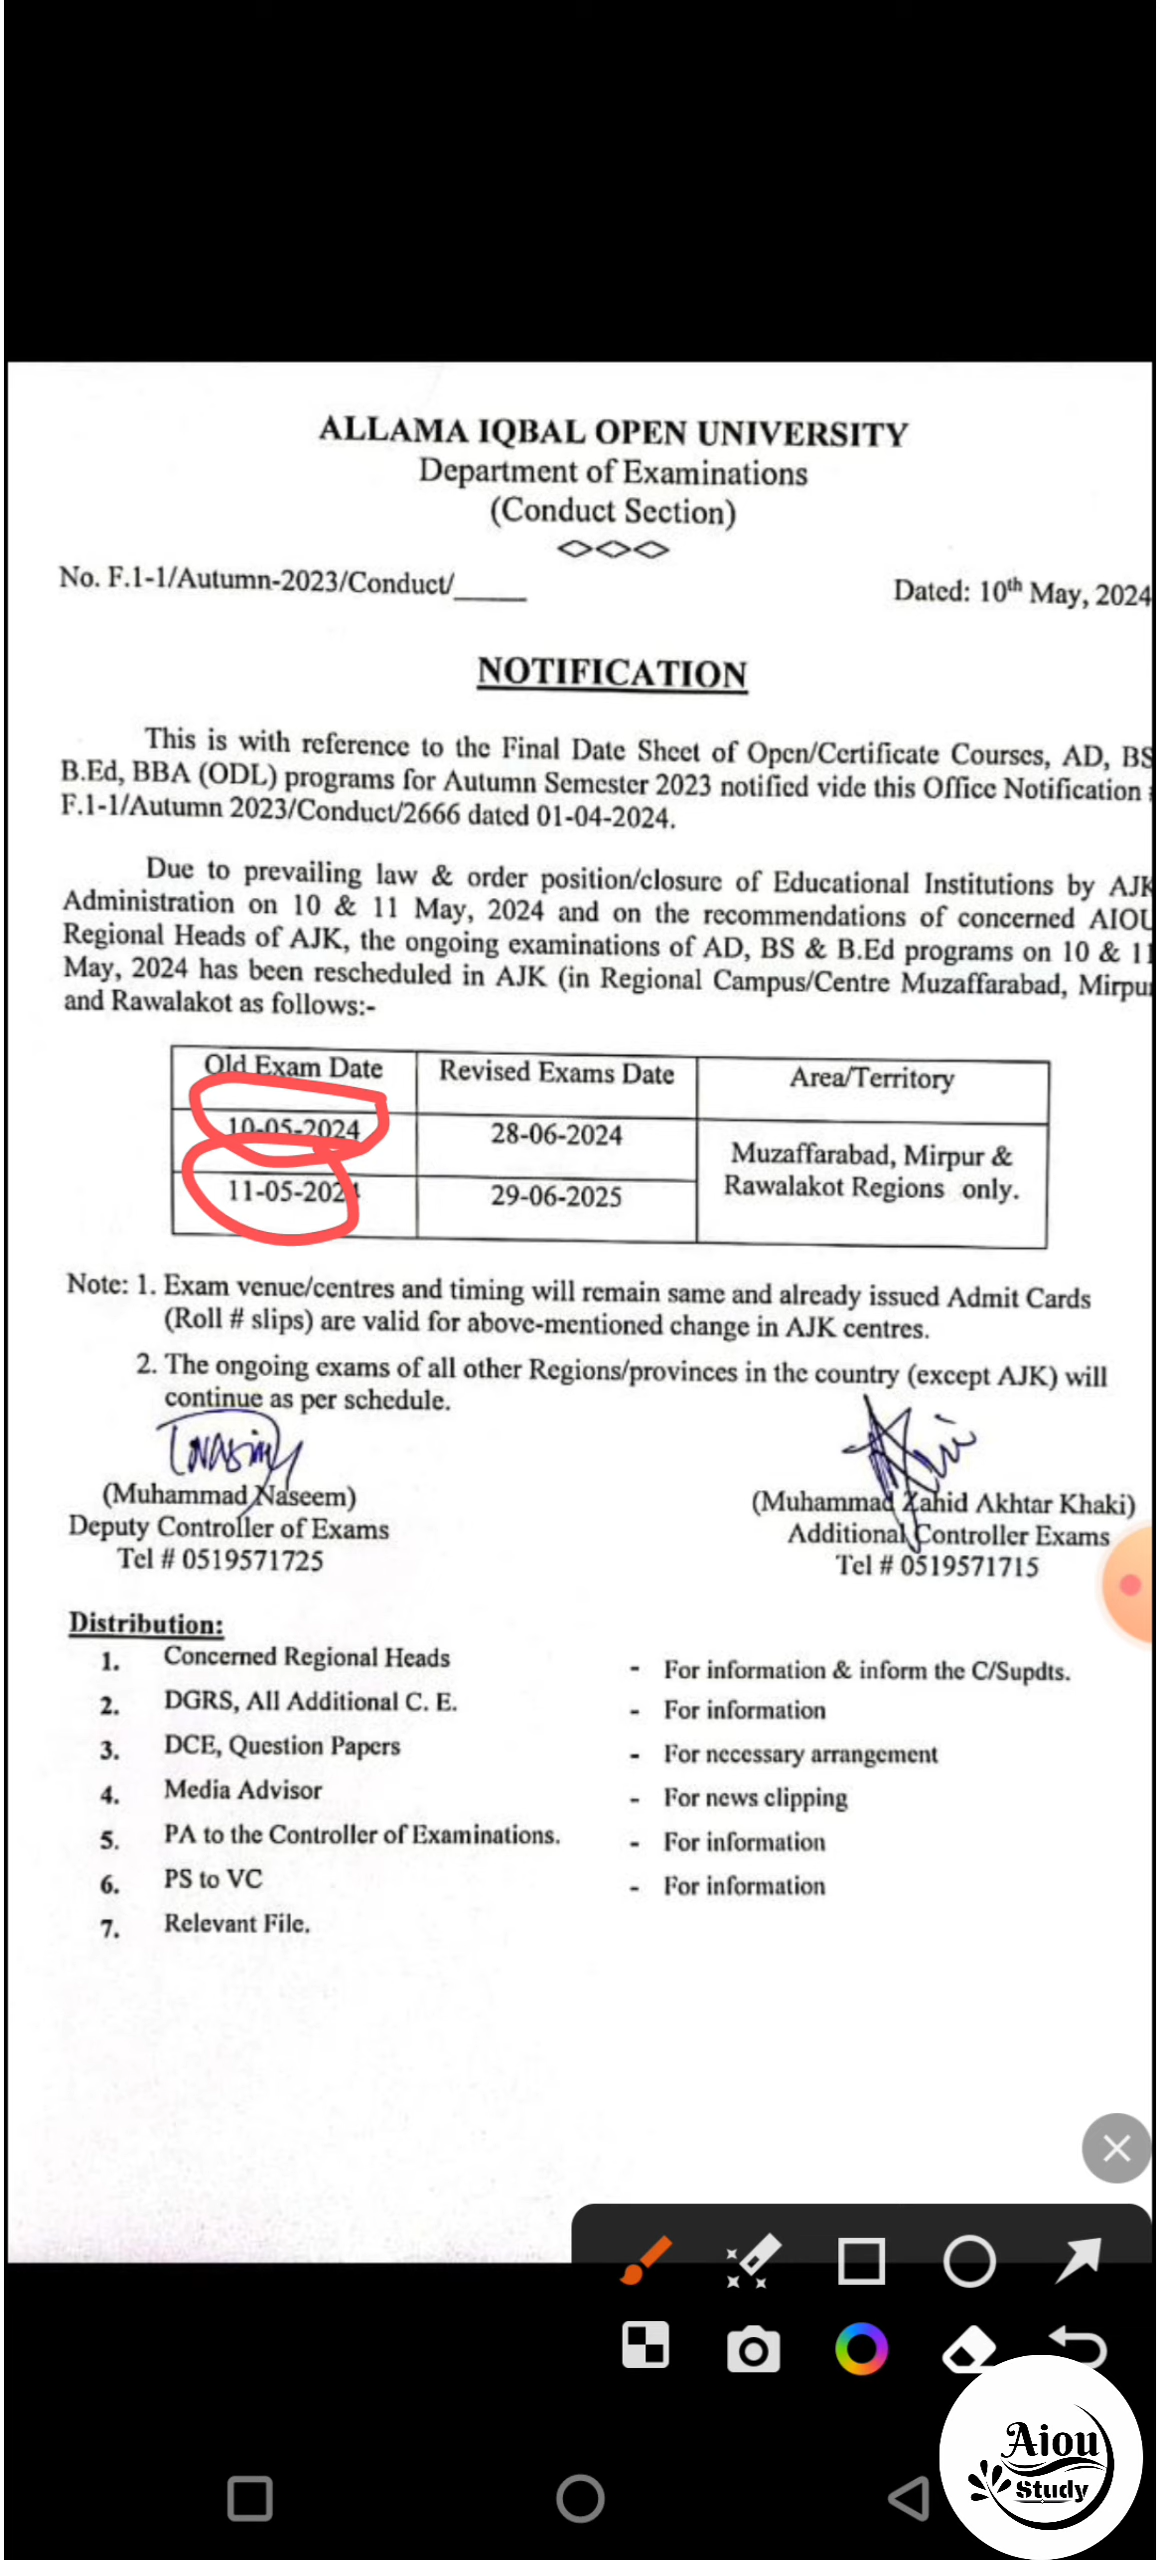 ALLAMA IQBAL OPEN UNIVERSITY
Department of Examinations
(Conduct Section)
No. F.1-1/Autumn-2023/Conduct/_____
Dated: 10th May, 2024
NOTIFICATION
This is with reference to the Final Date Sheet of Open/Certificate Courses, AD, BS
B.Ed, BBA (ODL) programs for Autumn Semester 2023 notified vide this Office Notification
F.1-1/Autumn 2023/Conduct/2666 dated 01-04-2024.
Due to prevailing law & order position/closure of Educational Institutions by AJK
Administration on 10 & 11 May, 2024 and on the recommendations of concerned AIOU
Regional Heads of AJK, the ongoing examinations of AD, BS & B.Ed programs on 10 & 11
May, 2024 has been rescheduled in AJK (in Regional Campus/Centre Muzaffarabad, Mirpur
and Rawalakot as follows:-
Old Exam Date Revised Exams Date Area/Territory
10-05-2024 28-06-2024 Muzaffarabad, Mirpur &
11-05-2024 29-06-2025 Rawalakot Regions only.
Note: 1. Exam venue/centres and timing will remain same and already issued Admit Cards
(Roll # slips) are valid for above-mentioned change in AJK centres.
2. The ongoing exams of all other Regions/provinces in the country (except AJK) will
continue as per schedule.
(Muhammad Naseem) (Muhammad Zahid Akhtar Khaki)
Deputy Controller of Exams Additional Controller Exams
Tel # 0519571725 Tel # 0519571715
Distribution:
1. Concerned Regional Heads - For information & inform the C/Supdts.
2. DGRS, All Additional C. E. - For information
3. DCE, Question Papers - For necessary arrangement
4. Media Advisor - For news clipping
5. PA to the Controller of Examinations. - For information
6. PS to VC - For information
7. Relevant File.
Aiou
Study